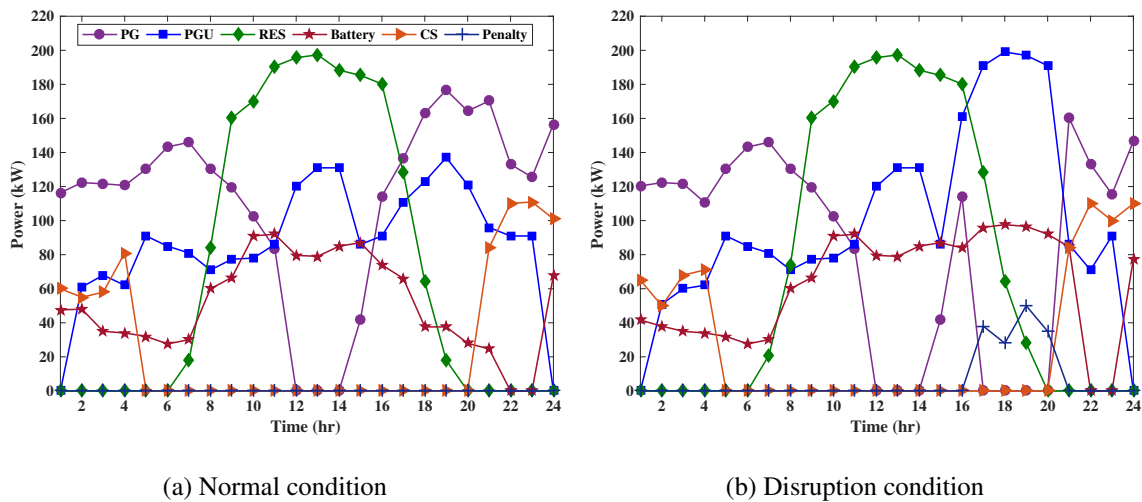 220
200
180
160
140
120
100
80
60
40
20
0
Power (kW)
PG PGU RES Battery CS Penalty
2 4 6 8 10 12 14 16 18 20 22 24
Time (hr)
(a) Normal condition
220
200
180
160
140
120
100
80
60
40
20
0
Power (kW)
2 4 6 8 10 12 14 16 18 20 22 24
Time (hr)
(b) Disruption condition